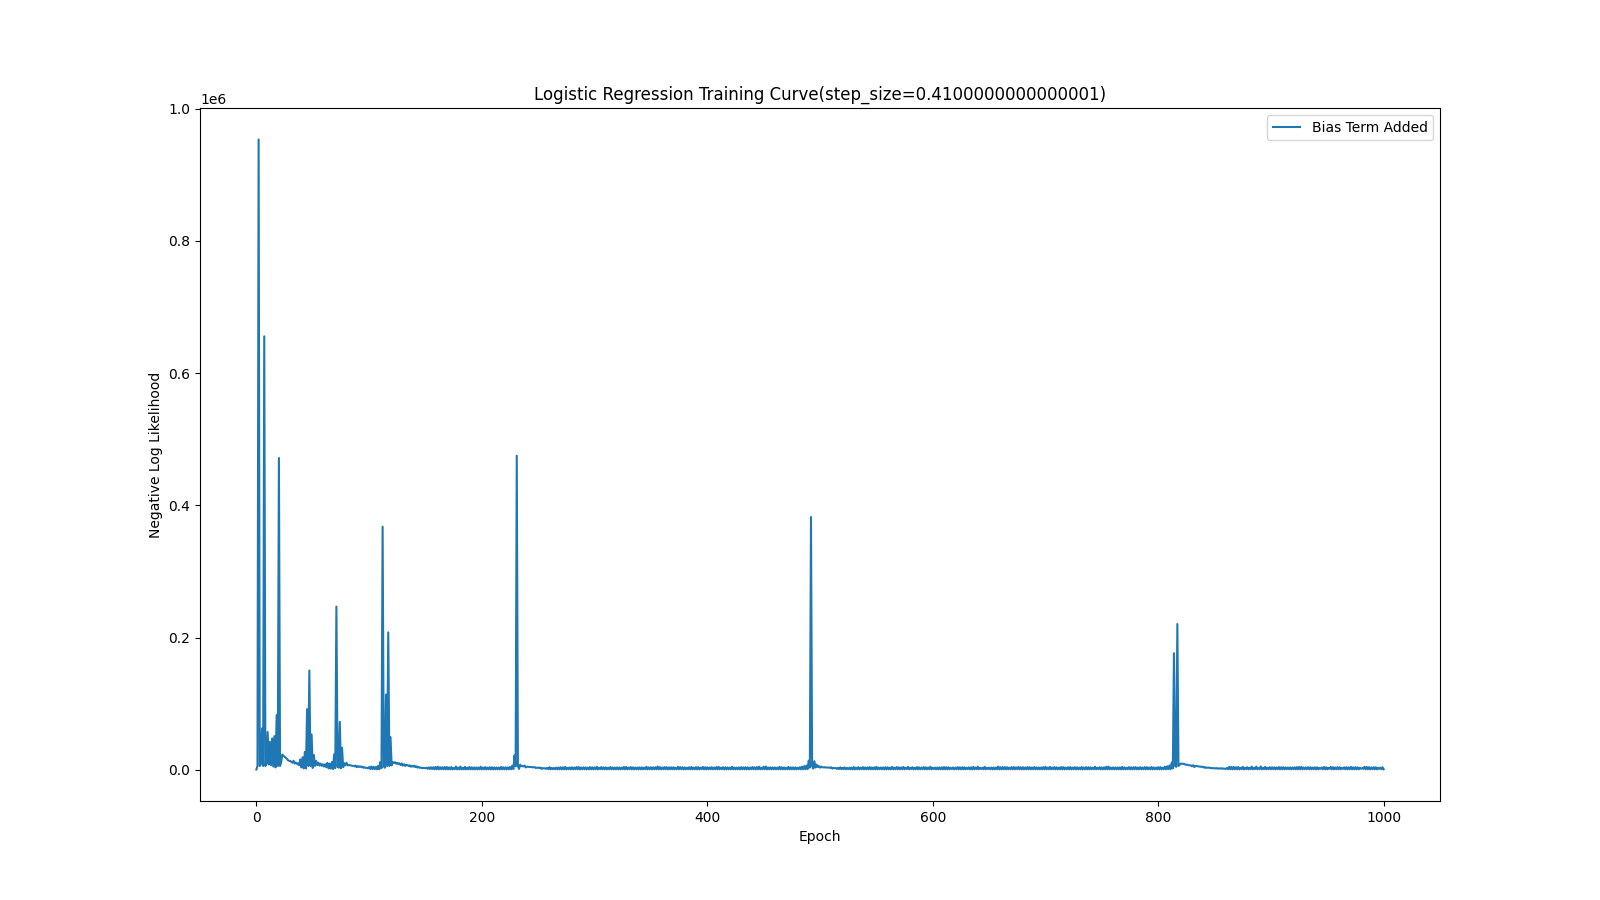 Logistic Regression Training Curve(step_size=0.4100000000000001)
1e6
Bias Term Added
1.0
0.8
0.6
0.4
0.2
0.0
Negative Log Likelihood
0 200 400 600 800 1000
Epoch